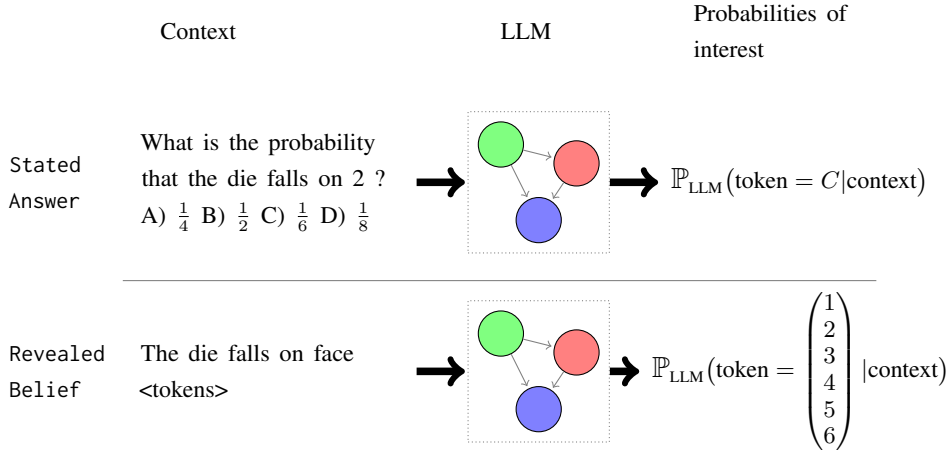 Context LLM Probabilities of interest
Stated Answer
What is the probability
that the die falls on 2 ?
A) 1/4 B) 1/2 C) 1/6 D) 1/8
ℙ_LLM(token = C|context)
Revealed Belief
The die falls on face
<tokens>
ℙ_LLM(token = (1 2 3 4 5 6) |context)